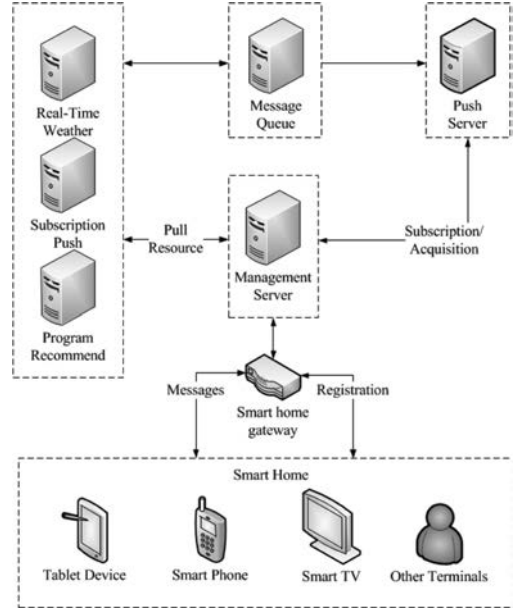 Real-Time
Weather
Message
Queue
Push
Server
Subscription
Push
Pull
Resource
Management
Server
Subscription/
Acquisition
Program
Recommend
Messages
Registration
Smart home
gateway
Smart Home
Tablet Device
Smart Phone
Smart TV
Other Terminals